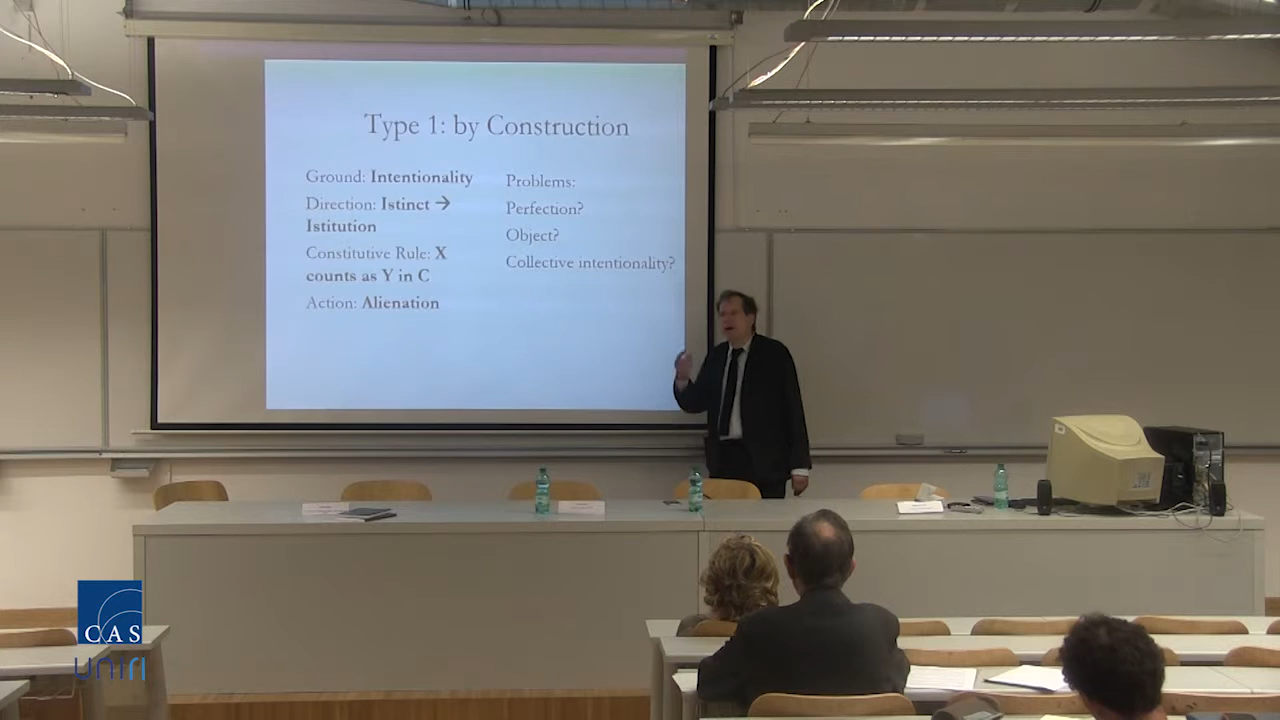 Type 1: by Construction
Ground: Intentionality
Direction: Istinct →
Istitution
Constitutive Rule: X
counts as Y in C
Action: Alienation
Problems:
Perfection?
Object?
Collective intentionality?
CAS
unifi